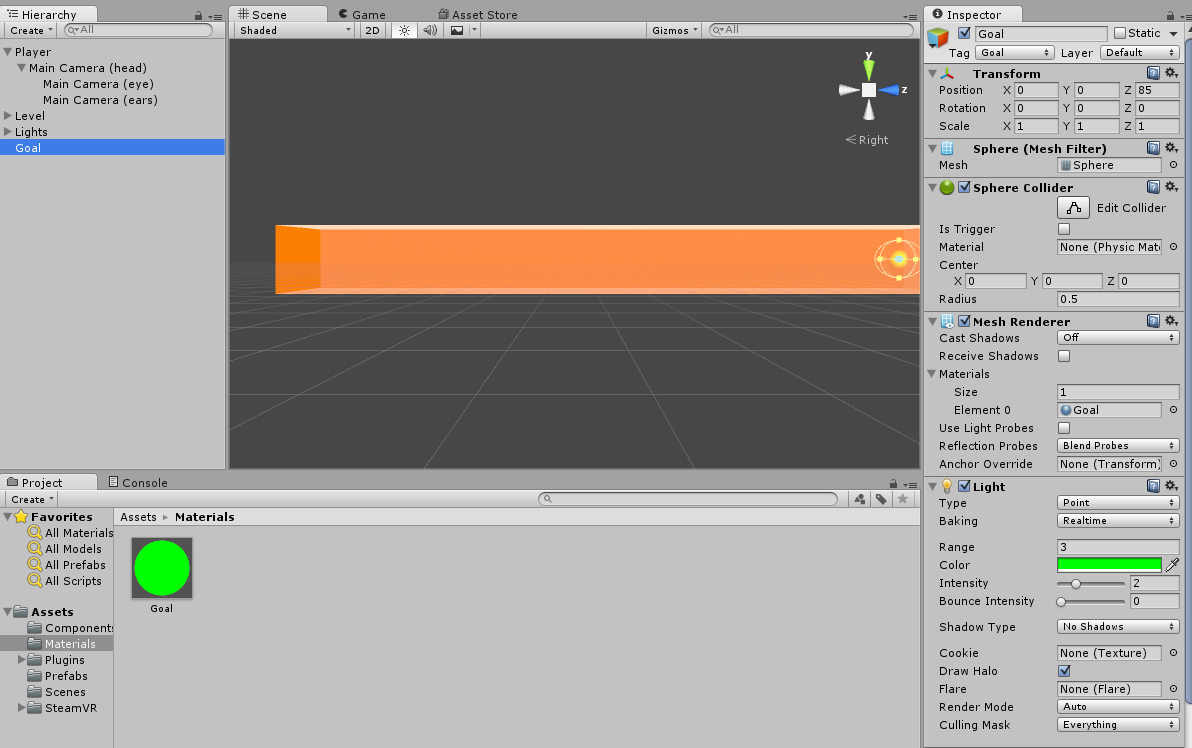 Hierarchy
Create
All
Player
Main Camera (head)
Main Camera (eye)
Main Camera (ears)
Level
Lights
Goal
Scene
Game
Asset Store
Shaded
2D
Gizmos
All
y
z
Right
Project
Console
Create
Favorites
All Materials
All Models
All Prefabs
All Scripts
Assets
Component
Materials
Plugins
Prefabs
Scenes
SteamVR
Assets
Materials
Goal
Inspector
Goal
Static
Tag Goal Layer Default
Transform
Position X 0 Y 0 Z 85
Rotation X 0 Y 0 Z 0
Scale X 1 Y 1 Z 1
Sphere (Mesh Filter)
Mesh Sphere
Sphere Collider
Edit Collider
Is Trigger
Material None (Physic Mate
Center
X 0 Y 0 Z 0
Radius 0.5
Mesh Renderer
Cast Shadows Off
Receive Shadows
Materials
Size 1
Element 0 Goal
Use Light Probes
Reflection Probes Blend Probes
Anchor Override None (Transform)
Light
Type Point
Baking Realtime
Range 3
Color
Intensity 2
Bounce Intensity 0
Shadow Type No Shadows
Cookie None (Texture)
Draw Halo
Flare None (Flare)
Render Mode Auto
Culling Mask Everything